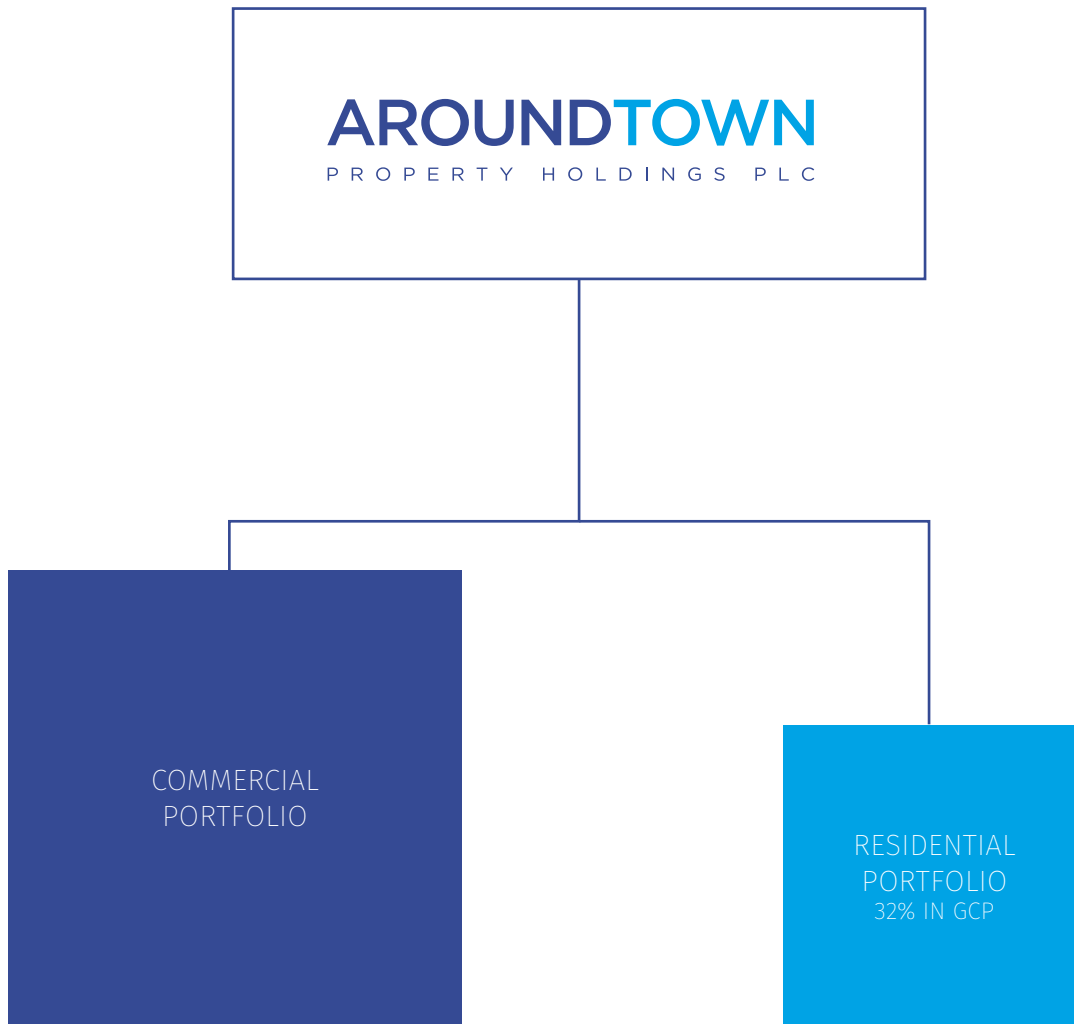 AROUNDTOWN
PROPERTY HOLDINGS PLC
COMMERCIAL
PORTFOLIO
RESIDENTIAL
PORTFOLIO
32% IN GCP